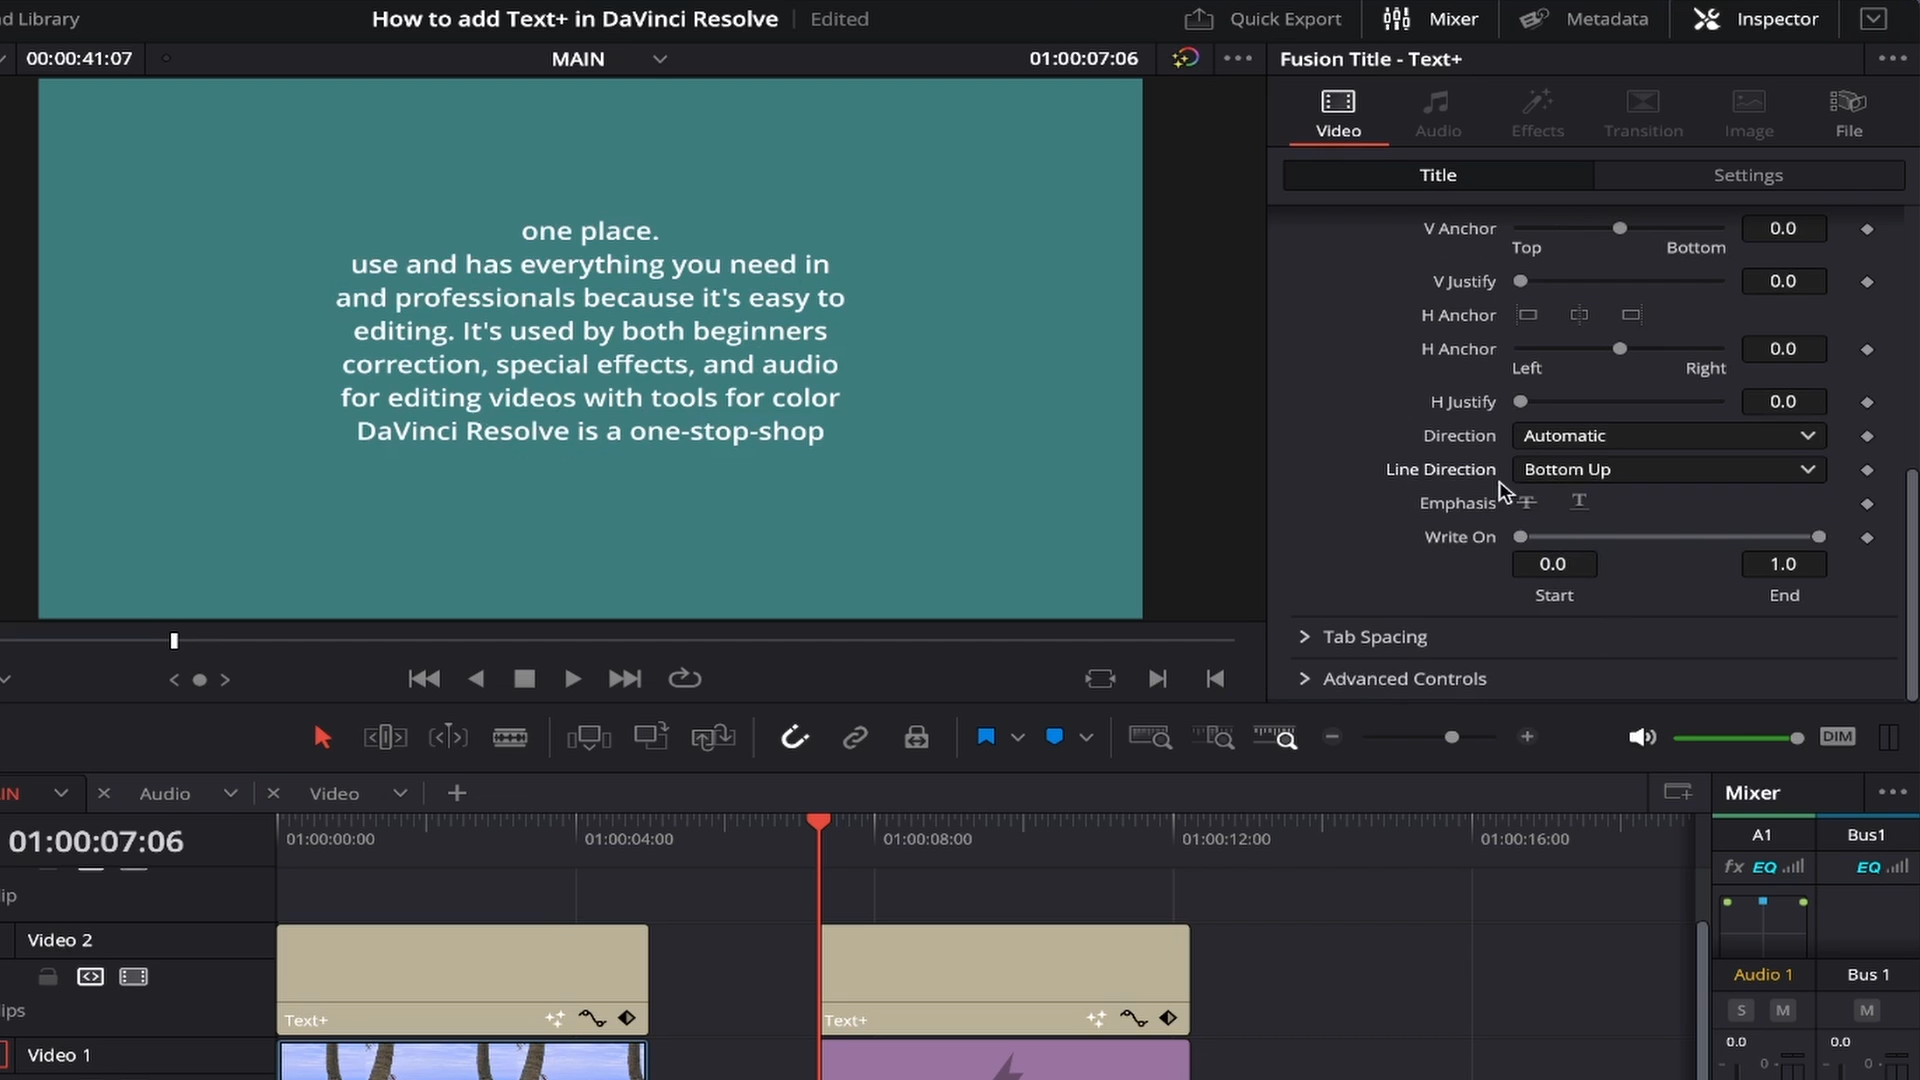 d Library
How to add Text+ in DaVinci Resolve
Edited
Quick Export
Mixer
Metadata
Inspector
00:00:41:07
MAIN
01:00:07:06
Fusion Title - Text+
Video
Audio
Effects
Transition
Image
File
Title
Settings
one place.
use and has everything you need in
and professionals because it's easy to
editing. It's used by both beginners
correction, special effects, and audio
for editing videos with tools for color
DaVinci Resolve is a one-stop-shop
V Anchor 0.0
Top Bottom
V Justify 0.0
H Anchor
H Anchor 0.0
Left Right
H Justify 0.0
Direction Automatic
Line Direction Bottom Up
Emphasis T T
Write On
0.0 1.0
Start End
Tab Spacing
Advanced Controls
DIM
IN
Audio
Video
Mixer
01:00:07:06
01:00:00:00
01:00:04:00
01:00:08:00
01:00:12:00
01:00:16:00
A1
Bus1
fx EQ
EQ
lip
Video 2
lips
Text+
Text+
Video 1
Audio 1
Bus 1
S M
M
0.0
0.0
0
0